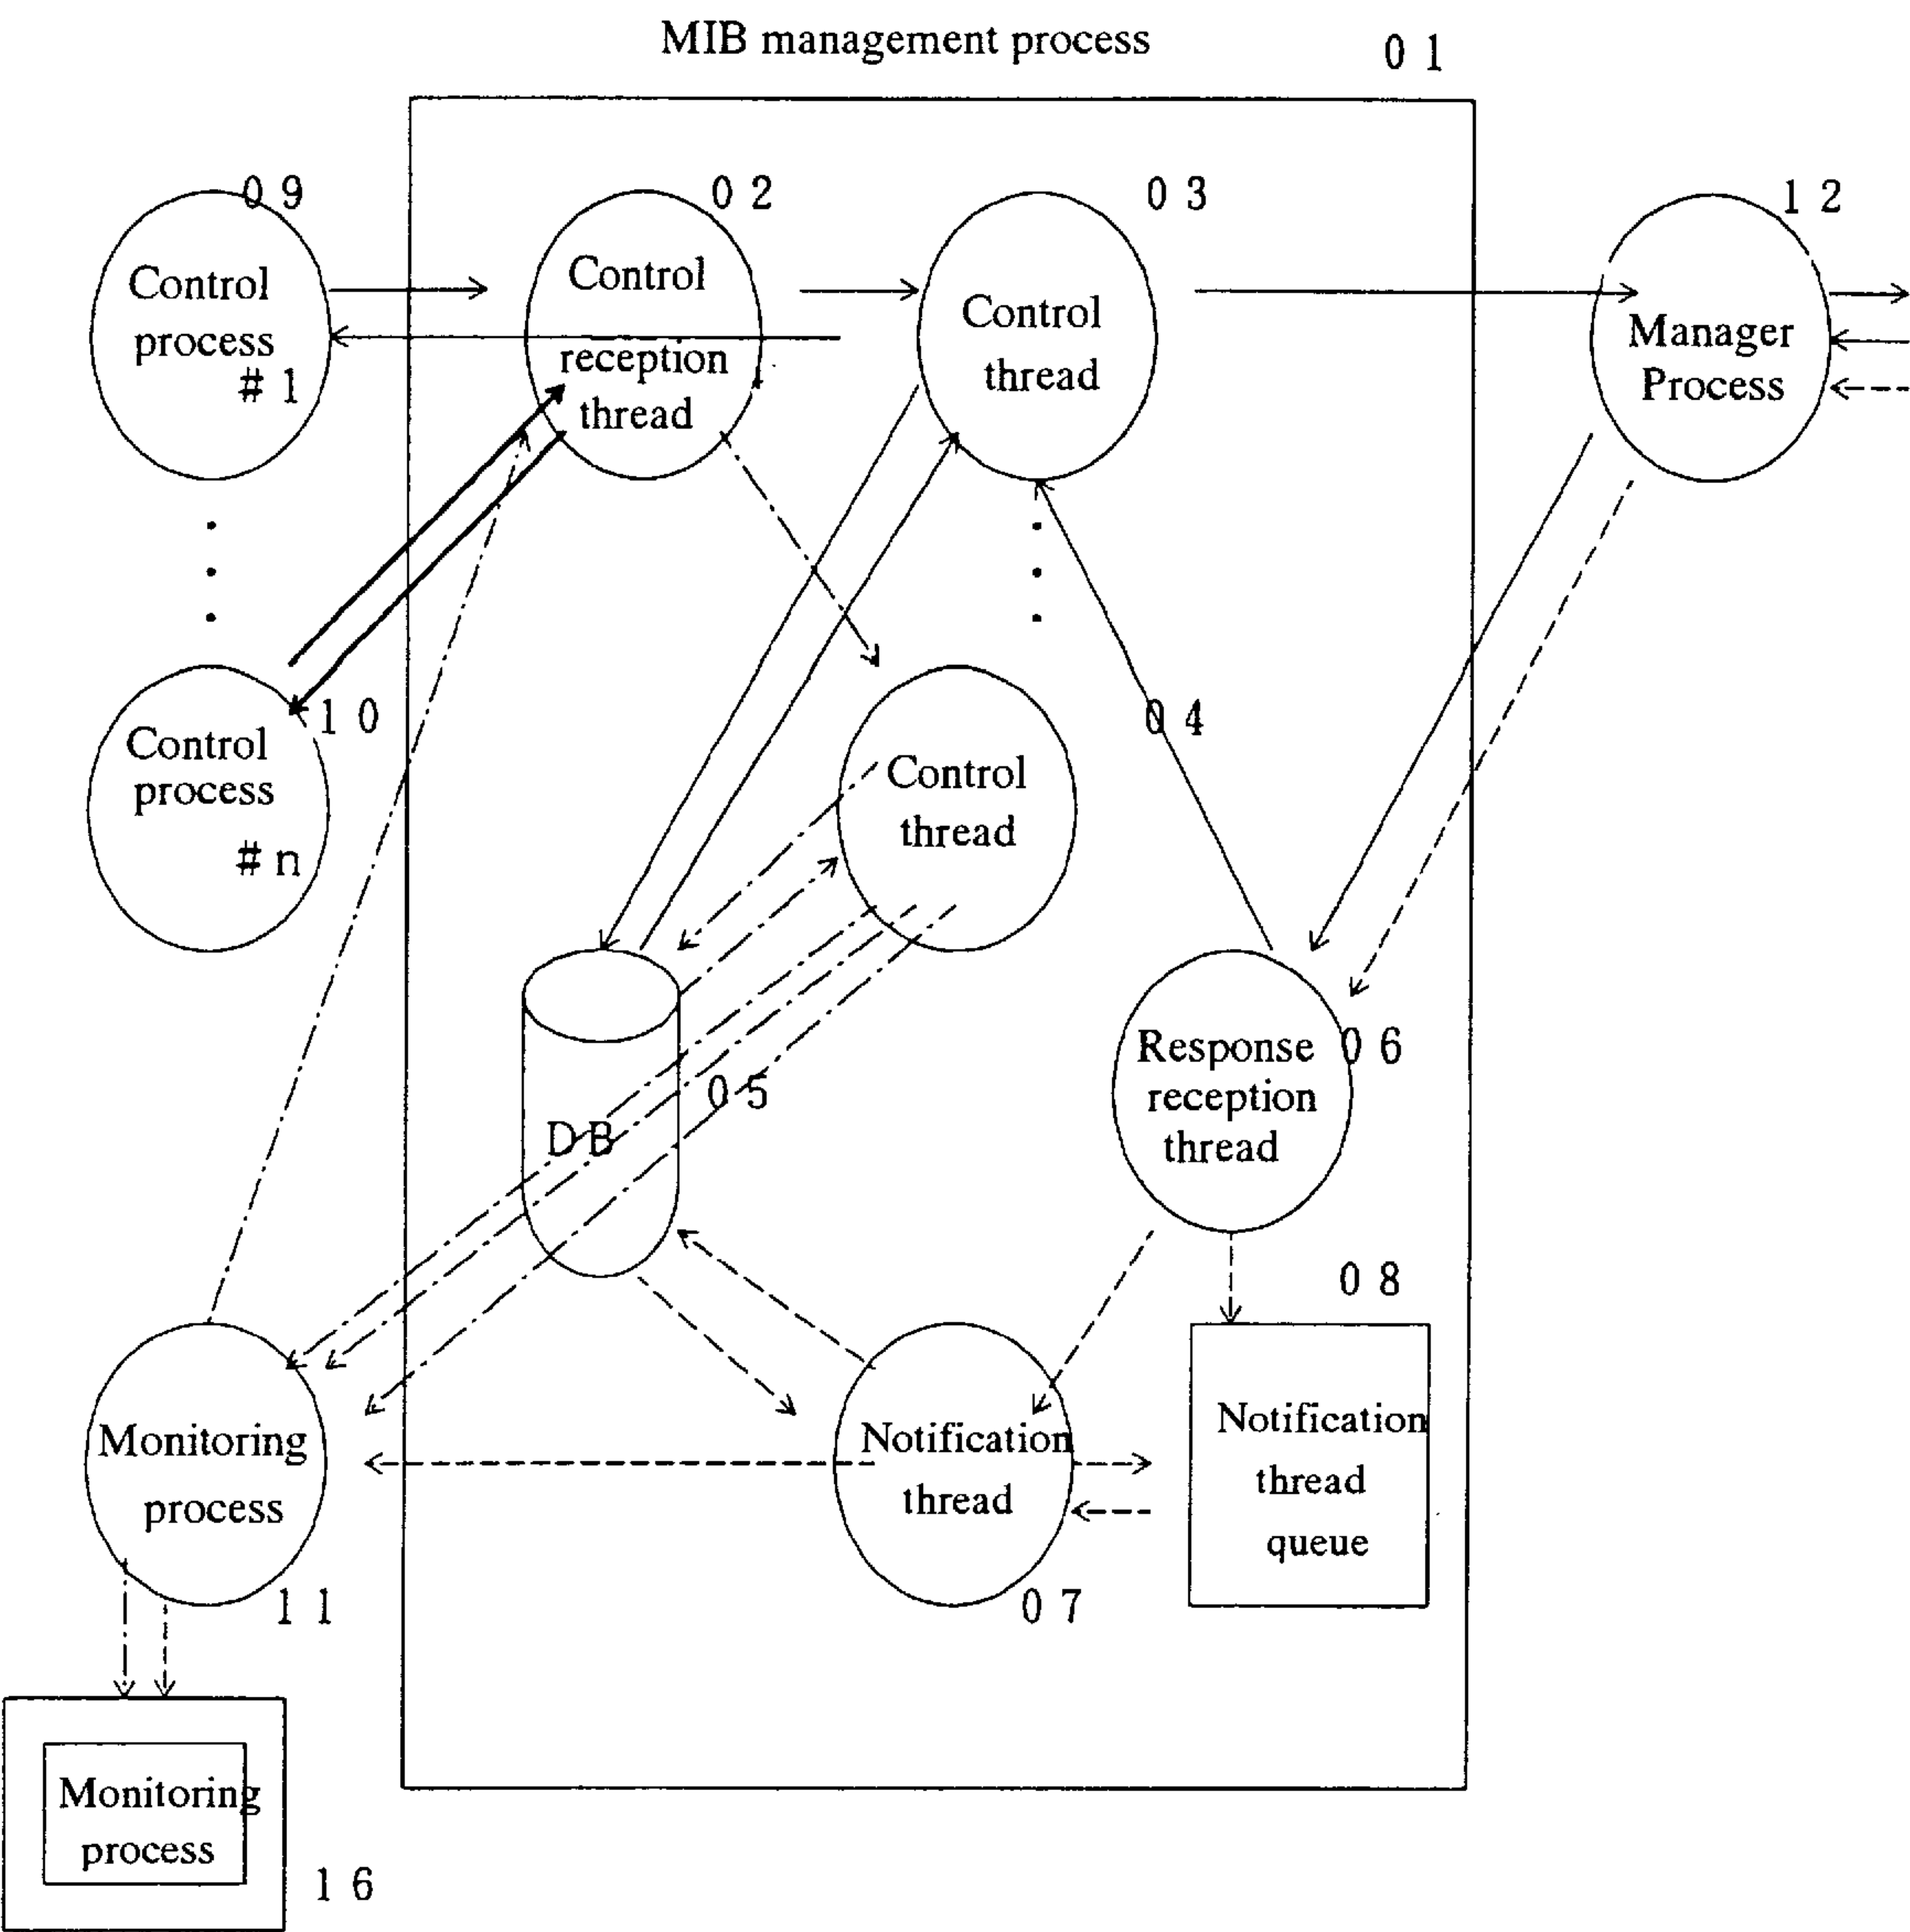 MIB management process
0 1
0 9
0 2
0 3
1 2
Control
process
# 1
Control
reception
thread
Control
thread
Manager
Process
1 0
Control
process
# n
0 4
Control
thread
0 5
D B
0 6
Response
reception
thread
0 8
Monitoring
process
1 1
Notification
thread
0 7
Notification
thread
queue
Monitoring
process
1 6